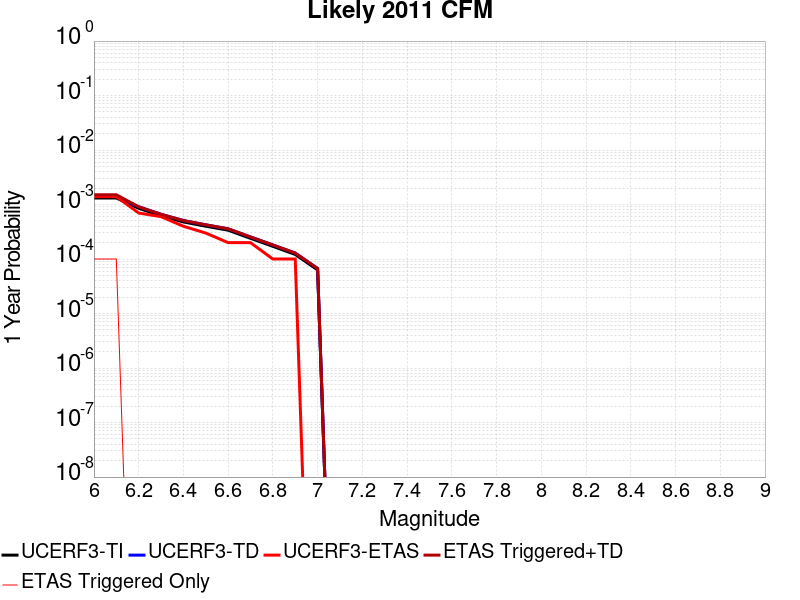 Likely 2011 CFM
10^0
10^-1
10^-2
10^-3
10^-4
10^-5
10^-6
10^-7
10^-8
1 Year Probability
6 6.2 6.4 6.6 6.8 7 7.2 7.4 7.6 7.8 8 8.2 8.4 8.6 8.8 9
Magnitude
UCERF3-TI UCERF3-TD UCERF3-ETAS ETAS Triggered+TD
ETAS Triggered Only